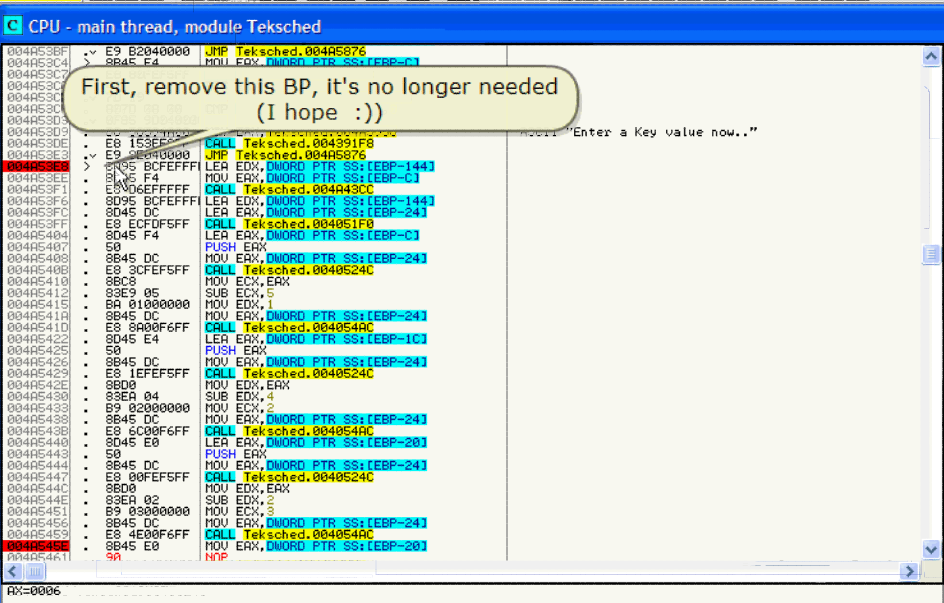 C CPU - main thread, module Teksched
004A53BF .v E9 B2040000 JMP Teksched.004A5876
004A53C4 > 8B45 F4 MOV EAX,DWORD PTR SS:[EBP-C]
004A53C7
First, remove this BP, it's no longer needed
(I hope :))
004A53D3
004A53D9 "Enter a Key value now.."
004A53DE . E8 CALL Teksched.004391F8
004A53E3 .v E9 JMP Teksched.004A5876
004A53E8 > BCFEFFFF LEA EDX,DWORD PTR SS:[EBP-144]
004A53EE . F4 MOV EAX,DWORD PTR SS:[EBP-C]
004A53F1 . E8 D6EFFFFF CALL Teksched.004A43CC
004A53F6 . 8D95 BCFEFFFF LEA EDX,DWORD PTR SS:[EBP-144]
004A53FC . 8D45 DC LEA EAX,DWORD PTR SS:[EBP-24]
004A53FF . E8 ECFDF5FF CALL Teksched.004051F0
004A5404 . 8D45 F4 LEA EAX,DWORD PTR SS:[EBP-C]
004A5407 . 50 PUSH EAX
004A5408 . 8B45 DC MOV EAX,DWORD PTR SS:[EBP-24]
004A540B . E8 3CFEF5FF CALL Teksched.0040524C
004A5410 . 8BC8 MOV ECX,EAX
004A5412 . 83E9 05 SUB ECX,5
004A5415 . BA 01000000 MOV EDX,1
004A541A . 8B45 DC MOV EAX,DWORD PTR SS:[EBP-24]
004A541D . E8 8A00F6FF CALL Teksched.004054AC
004A5422 . 8D45 E4 LEA EAX,DWORD PTR SS:[EBP-1C]
004A5425 . 50 PUSH EAX
004A5426 . 8B45 DC MOV EAX,DWORD PTR SS:[EBP-24]
004A5429 . E8 1EFEF5FF CALL Teksched.0040524C
004A542E . 8BD0 MOV EDX,EAX
004A5430 . 83EA 04 SUB EDX,4
004A5433 . B9 02000000 MOV ECX,2
004A5438 . 8B45 DC MOV EAX,DWORD PTR SS:[EBP-24]
004A543B . E8 6C00F6FF CALL Teksched.004054AC
004A5440 . 8D45 E0 LEA EAX,DWORD PTR SS:[EBP-20]
004A5443 . 50 PUSH EAX
004A5444 . 8B45 DC MOV EAX,DWORD PTR SS:[EBP-24]
004A5447 . E8 00FEF5FF CALL Teksched.0040524C
004A544C . 8BD0 MOV EDX,EAX
004A544E . 83EA 02 SUB EDX,2
004A5451 . B9 03000000 MOV ECX,3
004A5456 . 8B45 DC MOV EAX,DWORD PTR SS:[EBP-24]
004A5459 . E8 4E00F6FF CALL Teksched.004054AC
004A545E . 8B45 E0 MOV EAX,DWORD PTR SS:[EBP-20]
004A5461 90 NOP
AX=0006